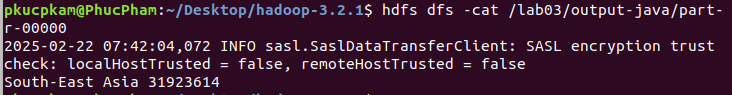 pkucpkam@PhucPham:~/Desktop/hadoop-3.2.1$ hdfs dfs -cat /lab03/output-java/part-
r-00000
2025-02-22 07:42:04,072 INFO sasl.SaslDataTransferClient: SASL encryption trust
check: localHostTrusted = false, remoteHostTrusted = false
South-East Asia 31923614